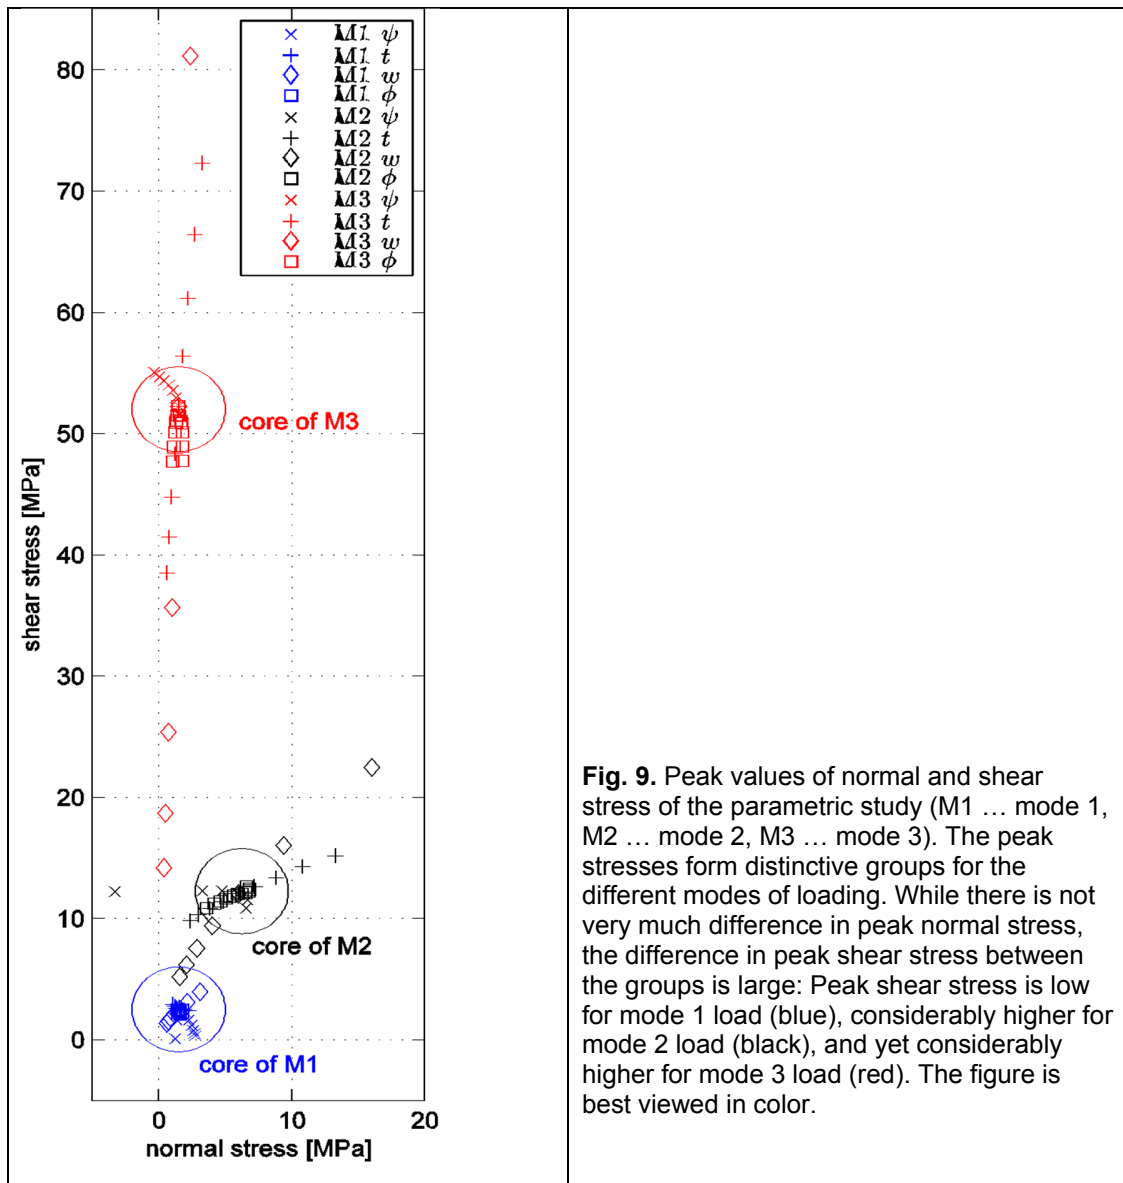 80
70
60
50
40
30
20
10
0
shear stress [MPa]
M1 ψ
M1 t
M1 w
M1 ϕ
M2 ψ
M2 t
M2 w
M2 ϕ
M3 ψ
M3 t
M3 w
M3 ϕ
core of M3
core of M2
core of M1
0 10 20
normal stress [MPa]
Fig. 9. Peak values of normal and shear
stress of the parametric study (M1 … mode 1,
M2 … mode 2, M3 … mode 3). The peak
stresses form distinctive groups for the
different modes of loading. While there is not
very much difference in peak normal stress,
the difference in peak shear stress between
the groups is large: Peak shear stress is low
for mode 1 load (blue), considerably higher for
mode 2 load (black), and yet considerably
higher for mode 3 load (red). The figure is
best viewed in color.